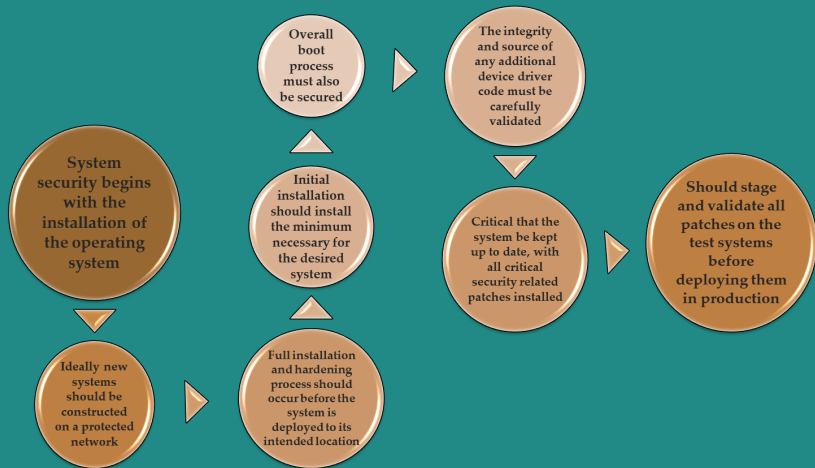 System
security begins
with the
installation of
the operating
system
Ideally new
systems
should be
constructed
on a protected
network
Full installation
and hardening
process should
occur before the
system is
deployed to its
intended location
Initial
installation
should install
the minimum
necessary for
the desired
system
Overall
boot
process
must also
be secured
The integrity
and source of
any additional
device driver
code must be
carefully
validated
Critical that the
system be kept
up to date, with
all critical
security related
patches installed
Should stage
and validate all
patches on the
test systems
before
deploying them
in production